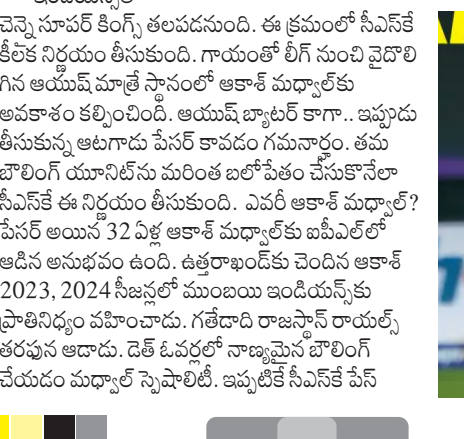 చెన్నై సూపర్ కింగ్స్ తలపడనుంది. ఈ క్రమంలో సీఎస్‌కే
కీలక నిర్ణయం తీసుకుంది. గాయంతో లీగ్ నుంచి వైదొలి
గిన ఆయుష్ మాత్రే స్థానంలో ఆకాశ్ మధ్వాల్‌కు
అవకాశం కల్పించింది. ఆయుష్ బ్యాటర్ కాగా.. ఇప్పుడు
తీసుకున్న ఆటగాడు పేసర్ కావడం గమనార్హం. తమ
బౌలింగ్ యూనిట్‌ను మరింత బలోపేతం చేసుకొనేలా
సీఎస్‌కే ఈ నిర్ణయం తీసుకుంది. ఎవరీ ఆకాశ్ మధ్వాల్?
పేసర్ అయిన 32 ఏళ్ల ఆకాశ్ మధ్వాల్‌కు ఐపీఎల్‌లో
ఆడిన అనుభవం ఉంది. ఉత్తరాఖండ్‌కు చెందిన ఆకాశ్
2023, 2024 సీజన్లలో ముంబయి ఇండియన్స్‌కు
ప్రాతినిధ్యం వహించాడు. గతేడాది రాజస్థాన్ రాయల్స్
తరఫున ఆడాడు. డెత్ ఓవర్లలో నాణ్యమైన బౌలింగ్
చేయడం మధ్వాల్ స్పెషాలిటీ. ఇప్పటికే సీఎస్‌కే పేస్